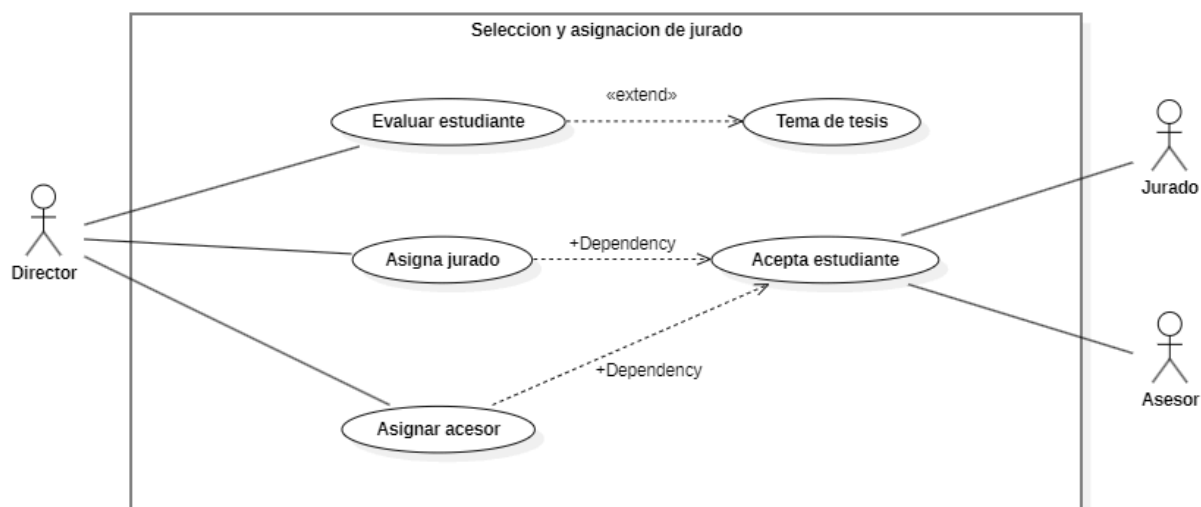 Seleccion y asignacion de jurado
«extend»
Evaluar estudiante
Tema de tesis
Jurado
+Dependency
Asigna jurado
Acepta estudiante
Director
+Dependency
Asesor
Asignar acesor